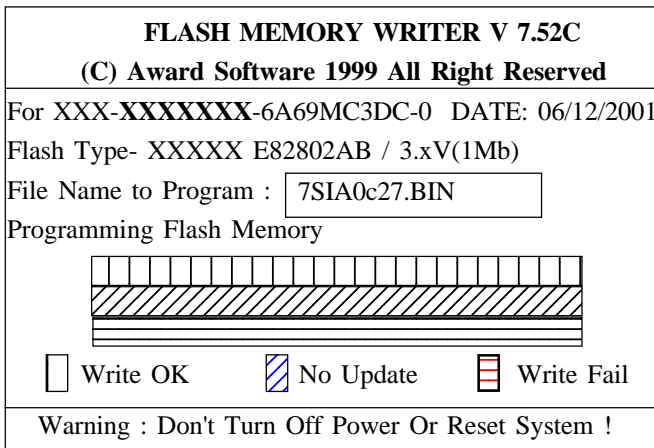 FLASH MEMORY WRITER V 7.52C
(C) Award Software 1999 All Right Reserved
For XXX-XXXXXXX-6A69MC3DC-0 DATE: 06/12/2001
Flash Type- XXXXX E82802AB / 3.xV(1Mb)
File Name to Program : 7SIA0c27.BIN
Programming Flash Memory
Write OK No Update Write Fail
Warning : Don't Turn Off Power Or Reset System !